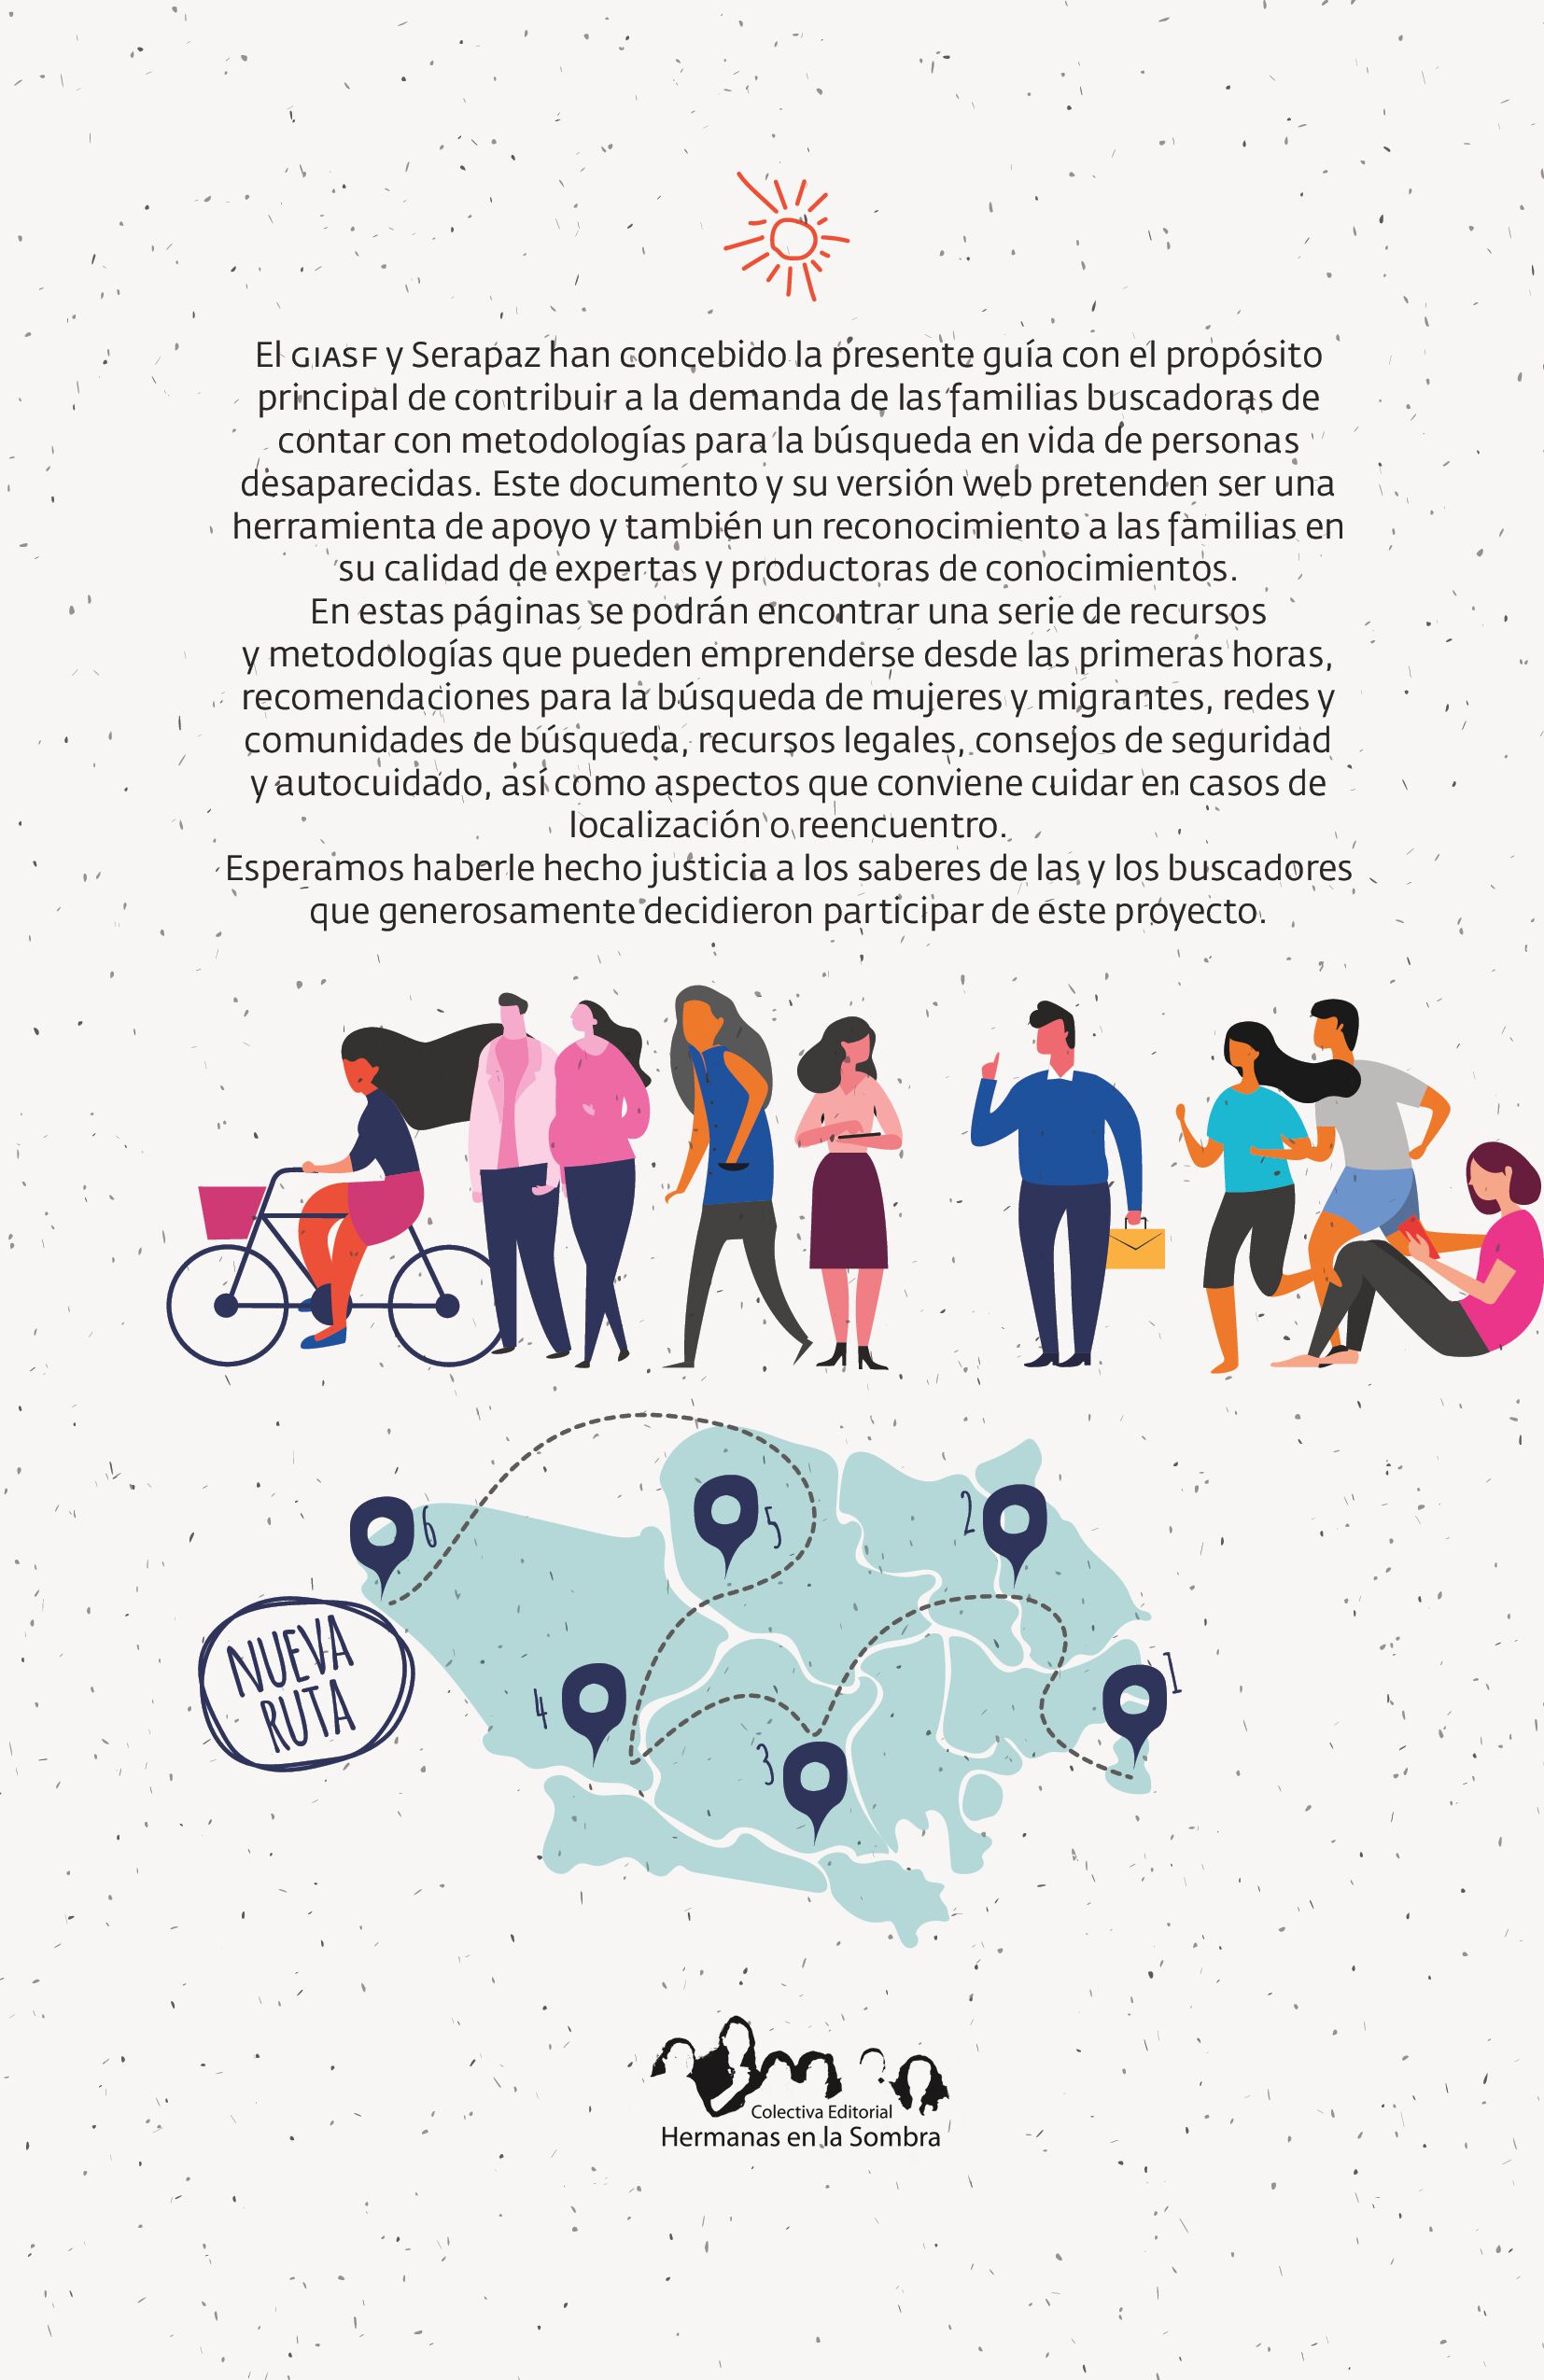 El GIASF y Serapaz han concebido la presente guía con el propósito
principal de contribuir a la demanda de las familias buscadoras de
contar con metodologías para la búsqueda en vida de personas
desaparecidas. Este documento y su versión web pretenden ser una
herramienta de apoyo y también un reconocimiento a las familias en
su calidad de expertas y productoras de conocimientos.
En estas páginas se podrán encontrar una serie de recursos
y metodologías que pueden emprenderse desde las primeras horas,
recomendaciones para la búsqueda de mujeres y migrantes, redes y
comunidades de búsqueda, recursos legales, consejos de seguridad
y autocuidado, así como aspectos que conviene cuidar en casos de
localización o reencuentro.
Esperamos haberle hecho justicia a los saberes de las y los buscadores
que generosamente decidieron participar de este proyecto.
6
5
2
NUEVA
RUTA
4
1
3
Colectiva Editorial
Hermanas en la Sombra